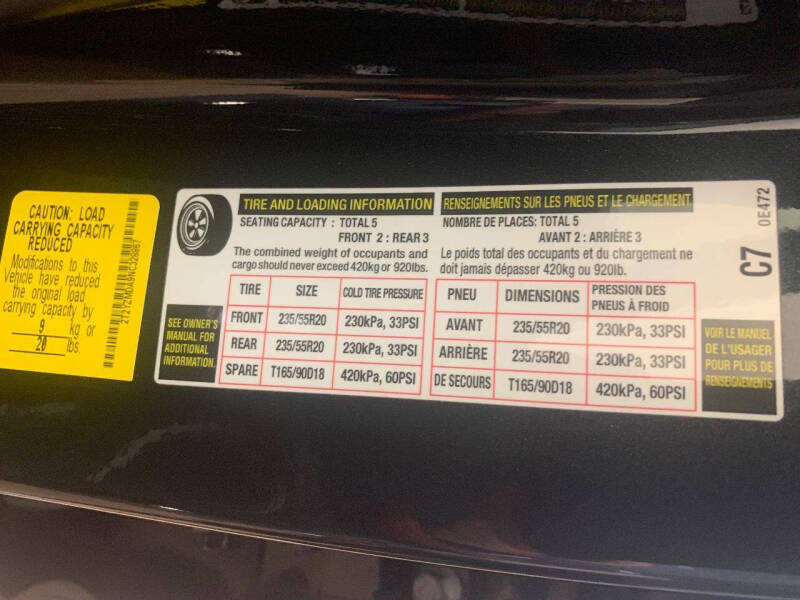 CAUTION: LOAD
CARRYING CAPACITY
REDUCED
Modifications to this
Vehicle have reduced
the original load
carrying capacity by
9 kg or
20 lbs.
TIRE AND LOADING INFORMATION
SEATING CAPACITY : TOTAL 5
FRONT 2 : REAR 3
The combined weight of occupants and
cargo should never exceed 420kg or 920lbs.
RENSEIGNEMENTS SUR LES PNEUS ET LE CHARGEMENT
NOMBRE DE PLACES: TOTAL 5
AVANT 2 : ARRIÈRE 3
Le poids total des occupants et du chargement ne
doit jamais dépasser 420kg ou 920lb.
SEE OWNER'S
MANUAL FOR
ADDITIONAL
INFORMATION.
TIRE SIZE COLD TIRE PRESSURE
FRONT 235/55R20 230kPa, 33PSI
REAR 235/55R20 230kPa, 33PSI
SPARE T165/90D18 420kPa, 60PSI
PNEU DIMENSIONS PRESSION DES
PNEUS À FROID
AVANT 235/55R20 230kPa, 33PSI
ARRIÈRE 235/55R20 230kPa, 33PSI
DE SECOURS T165/90D18 420kPa, 60PSI
VOIR LE MANUEL
DE L'USAGER
POUR PLUS DE
RENSEIGNEMENTS
C7
0E472